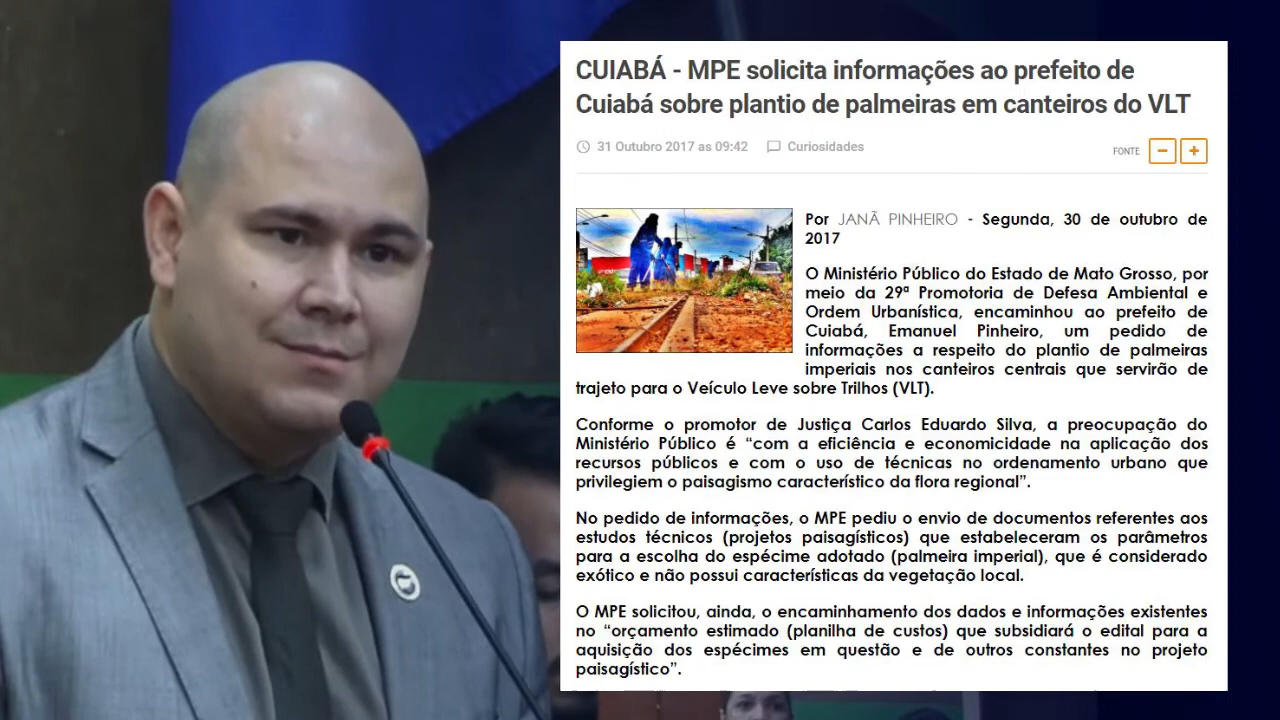 CUIABÁ - MPE solicita informações ao prefeito de
Cuiabá sobre plantio de palmeiras em canteiros do VLT
31 Outubro 2017 as 09:42 Curiosidades
FONTE - +
Por JANÃ PINHEIRO - Segunda, 30 de outubro de
2017
O Ministério Público do Estado de Mato Grosso, por
meio da 29ª Promotoria de Defesa Ambiental e
Ordem Urbanística, encaminhou ao prefeito de
Cuiabá, Emanuel Pinheiro, um pedido de
informações a respeito do plantio de palmeiras
imperiais nos canteiros centrais que servirão de
trajeto para o Veículo Leve sobre Trilhos (VLT).
Conforme o promotor de Justiça Carlos Eduardo Silva, a preocupação do
Ministério Público é “com a eficiência e economicidade na aplicação dos
recursos públicos e com o uso de técnicas no ordenamento urbano que
privilegiem o paisagismo característico da flora regional”.
No pedido de informações, o MPE pediu o envio de documentos referentes aos
estudos técnicos (projetos paisagísticos) que estabeleceram os parâmetros
para a escolha do espécime adotado (palmeira imperial), que é considerado
exótico e não possui características da vegetação local.
O MPE solicitou, ainda, o encaminhamento dos dados e informações existentes
no “orçamento estimado (planilha de custos) que subsidiará o edital para a
aquisição dos espécimes em questão e de outros constantes no projeto
paisagístico”.